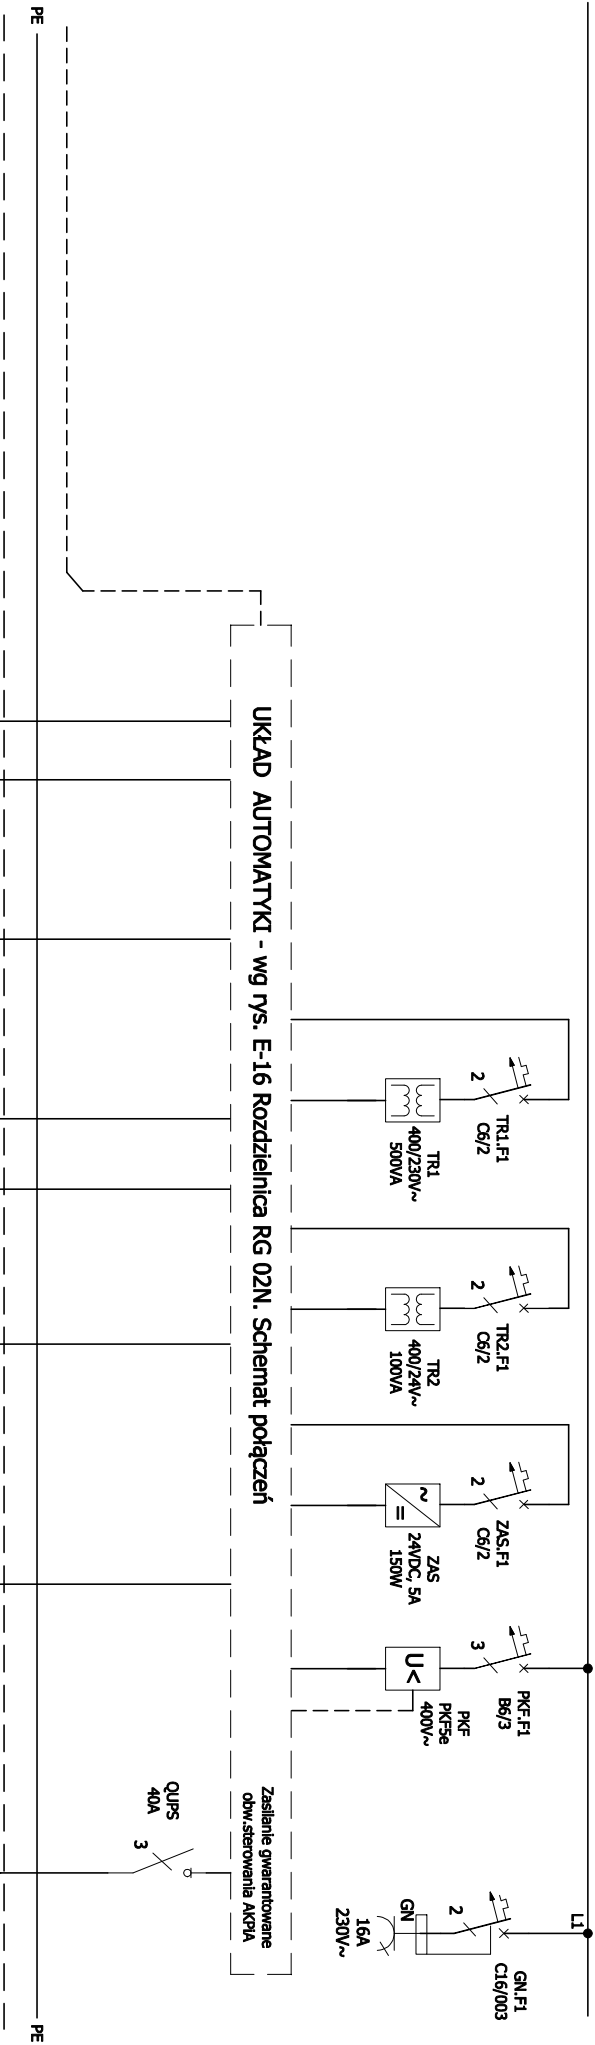 L1
2
TR1.F1
C6/2
TR1
400/230V~
500VA
2
TR2.F1
C6/2
TR2
400/24V~
100VA
2
ZAS.F1
C6/2
~
=
ZAS
24VDC, 5A
150W
3
PKF.F1
B6/3
U<
PKF
PKF5e
400V~
2
GN.F1
C16/003
GN
16A
230V~
UKŁAD AUTOMATYKI - wg rys. E-16 Rozdzielnica RG 02N. Schemat połączeń
Zasilanie gwarantowane
obw.sterowania AKPiA
QUPS
40A
3
PE
PE